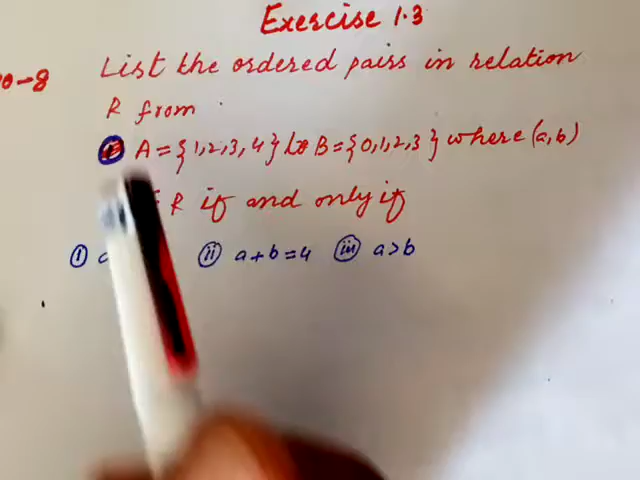 Exercise 1.3
List the ordered pairs in relation
R from
A = {1,2,3,4} to B = {0,1,2,3} where (a,b)
R if and only if
(i) (ii) a+b=4 (iii) a>b